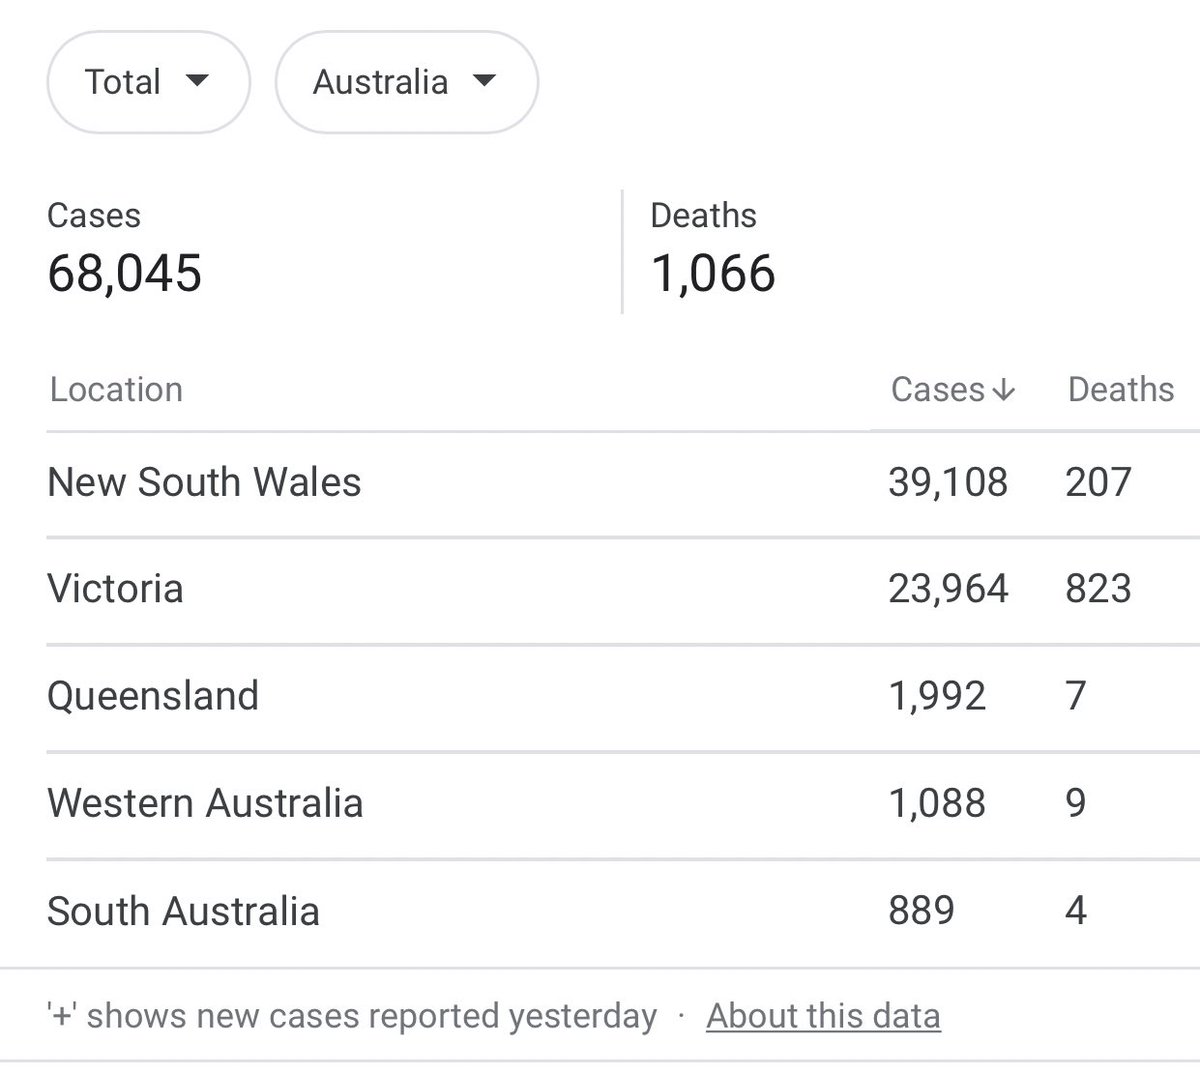 Total Australia
Cases Deaths
68,045 1,066
Location Cases↓ Deaths
New South Wales 39,108 207
Victoria 23,964 823
Queensland 1,992 7
Western Australia 1,088 9
South Australia 889 4
'+' shows new cases reported yesterday · About this data